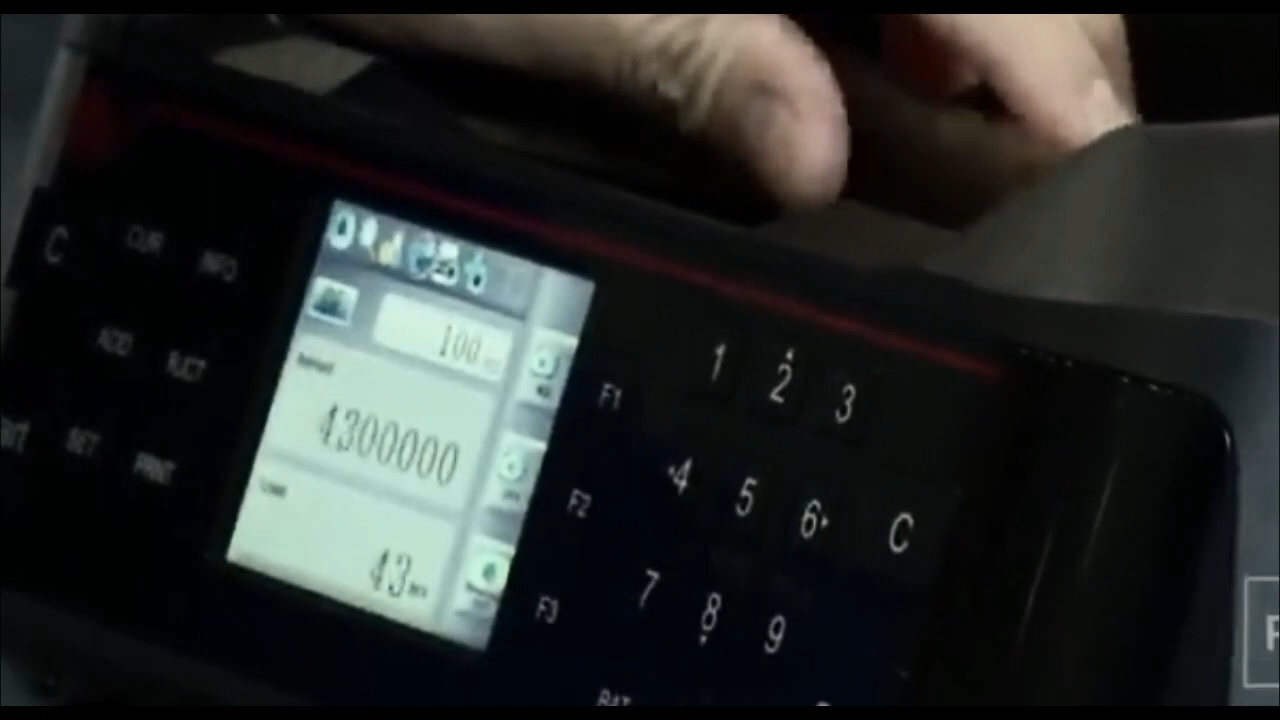 C CUR INFO
ADD RJCT
SET PRINT
100
4300000
43
1 2 3
F1
4 5 6 C
F2
7 8 9
F3